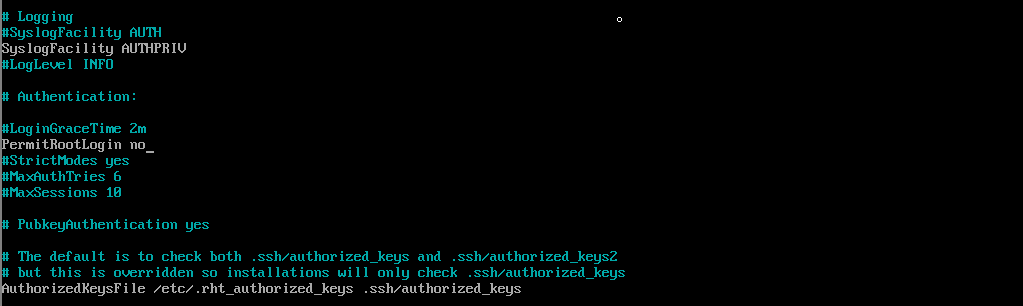 # Logging
#SyslogFacility AUTH
SyslogFacility AUTHPRIV
#LogLevel INFO
# Authentication:
#LoginGraceTime 2m
PermitRootLogin no_
#StrictModes yes
#MaxAuthTries 6
#MaxSessions 10
# PubkeyAuthentication yes
# The default is to check both .ssh/authorized_keys and .ssh/authorized_keys2
# but this is overridden so installations will only check .ssh/authorized_keys
AuthorizedKeysFile /etc/.rht_authorized_keys .ssh/authorized_keys